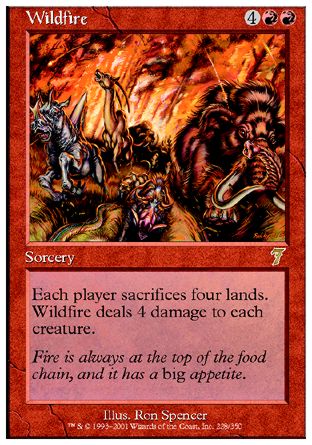 Wildfire 4
Sorcery 7
Each player sacrifices four lands.
Wildfire deals 4 damage to each
creature.
Fire is always at the top of the food
chain, and it has a big appetite.
Illus. Ron Spencer
™ & © 1993–2001 Wizards of the Coast, Inc. 228/350